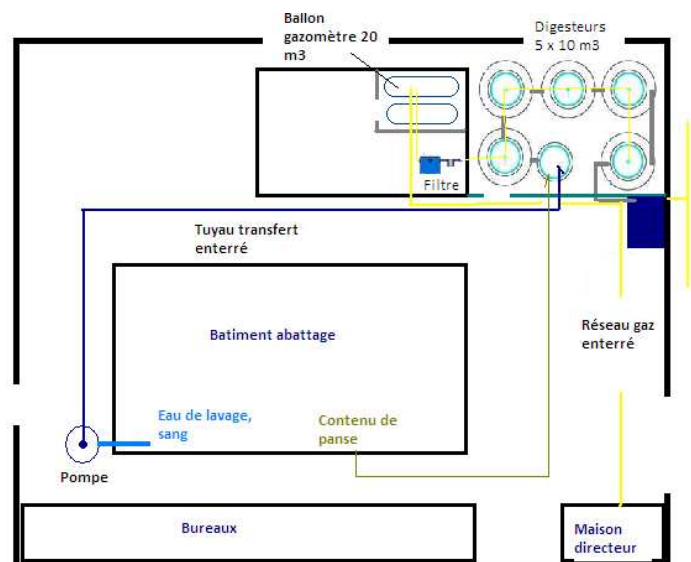 Ballon
gazomètre 20
m3
Digesteurs
5 x 10 m3
Filtre
Tuyau transfert
enterré
Batiment abattage
Réseau gaz
enterré
Eau de lavage,
sang
Contenu de
panse
Pompe
Bureaux
Maison
directeur